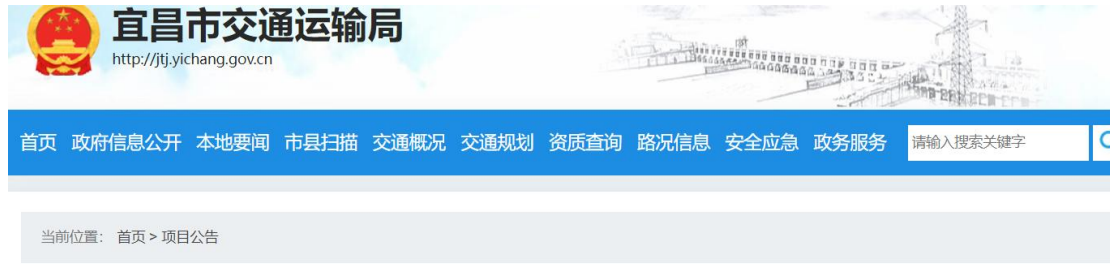 宜昌市交通运输局
http://jtj.yichang.gov.cn
首页 政府信息公开 本地要闻 市县扫描 交通概况 交通规划 资质查询 路况信息 安全应急 政务服务 请输入搜索关键字
当前位置： 首页 > 项目公告